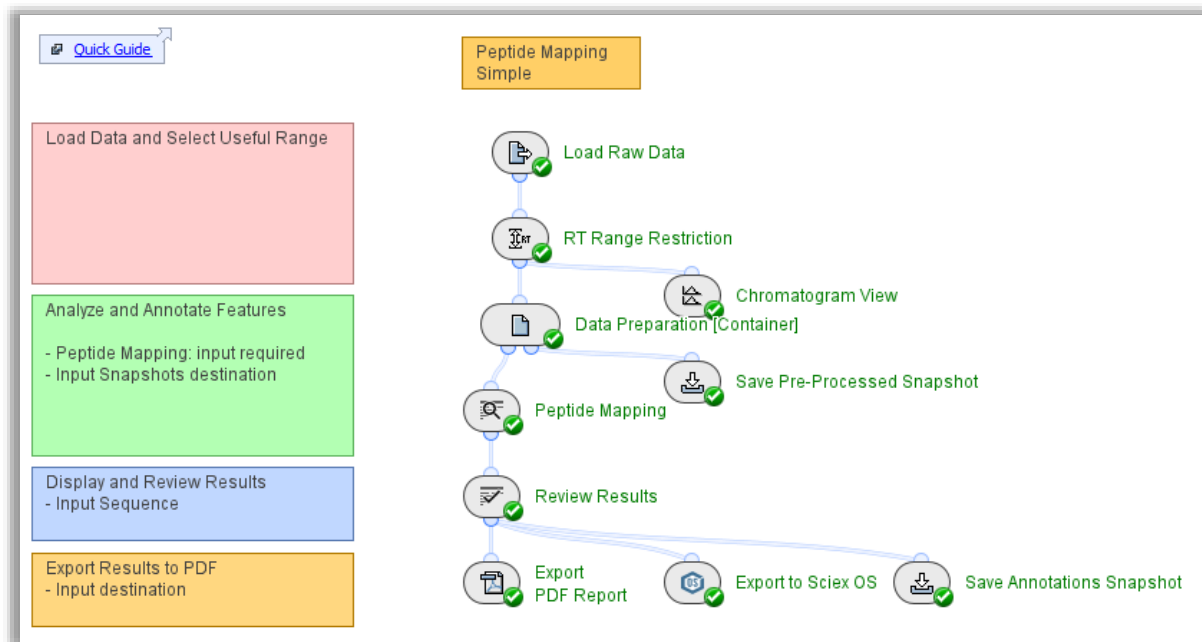 Quick Guide
Peptide Mapping
Simple
Load Data and Select Useful Range
Load Raw Data
RT
RT Range Restriction
Chromatogram View
Analyze and Annotate Features
- Peptide Mapping: input required
- Input Snapshots destination
Data Preparation [Container]
Save Pre-Processed Snapshot
Peptide Mapping
Display and Review Results
- Input Sequence
Review Results
Export Results to PDF
- Input destination
Export
PDF Report
OS
Export to Sciex OS
Save Annotations Snapshot